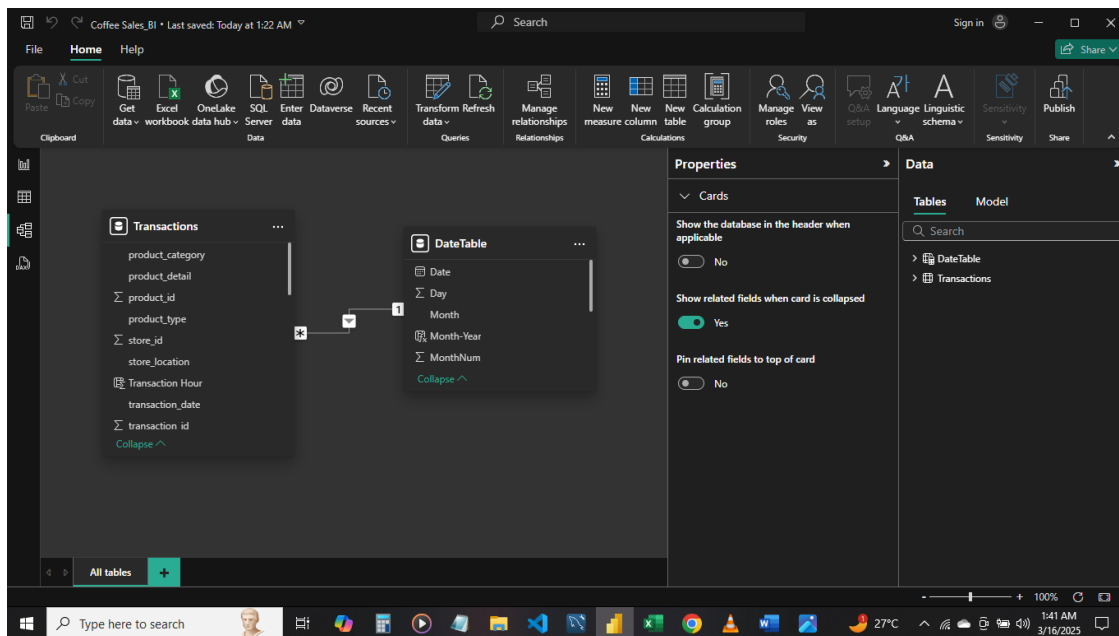 Coffee Sales_BI • Last saved: Today at 1:22 AM
Search
Sign in
File
Home
Help
Share
Paste
Cut
Copy
Clipboard
Get data
Excel workbook
OneLake data hub
SQL Server
Enter data
Dataverse
Recent sources
Data
Transform data
Refresh
Queries
Manage relationships
Relationships
New measure
New column
New table
Calculation group
Calculations
Manage roles
View as
Security
Q&A setup
Language
Linguistic schema
Q&A
Sensitivity
Sensitivity
Publish
Share
DAX
Transactions
product_category
product_detail
product_id
product_type
store_id
store_location
Transaction Hour
transaction_date
transaction_id
Collapse
*
1
DateTable
Date
Day
Month
Month-Year
MonthNum
Collapse
Properties
Cards
Show the database in the header when
applicable
No
Show related fields when card is collapsed
Yes
Pin related fields to top of card
No
Data
Tables
Model
Search
DateTable
Transactions
All tables
+
- + 100%
Type here to search
27°C
1:41 AM
3/16/2025